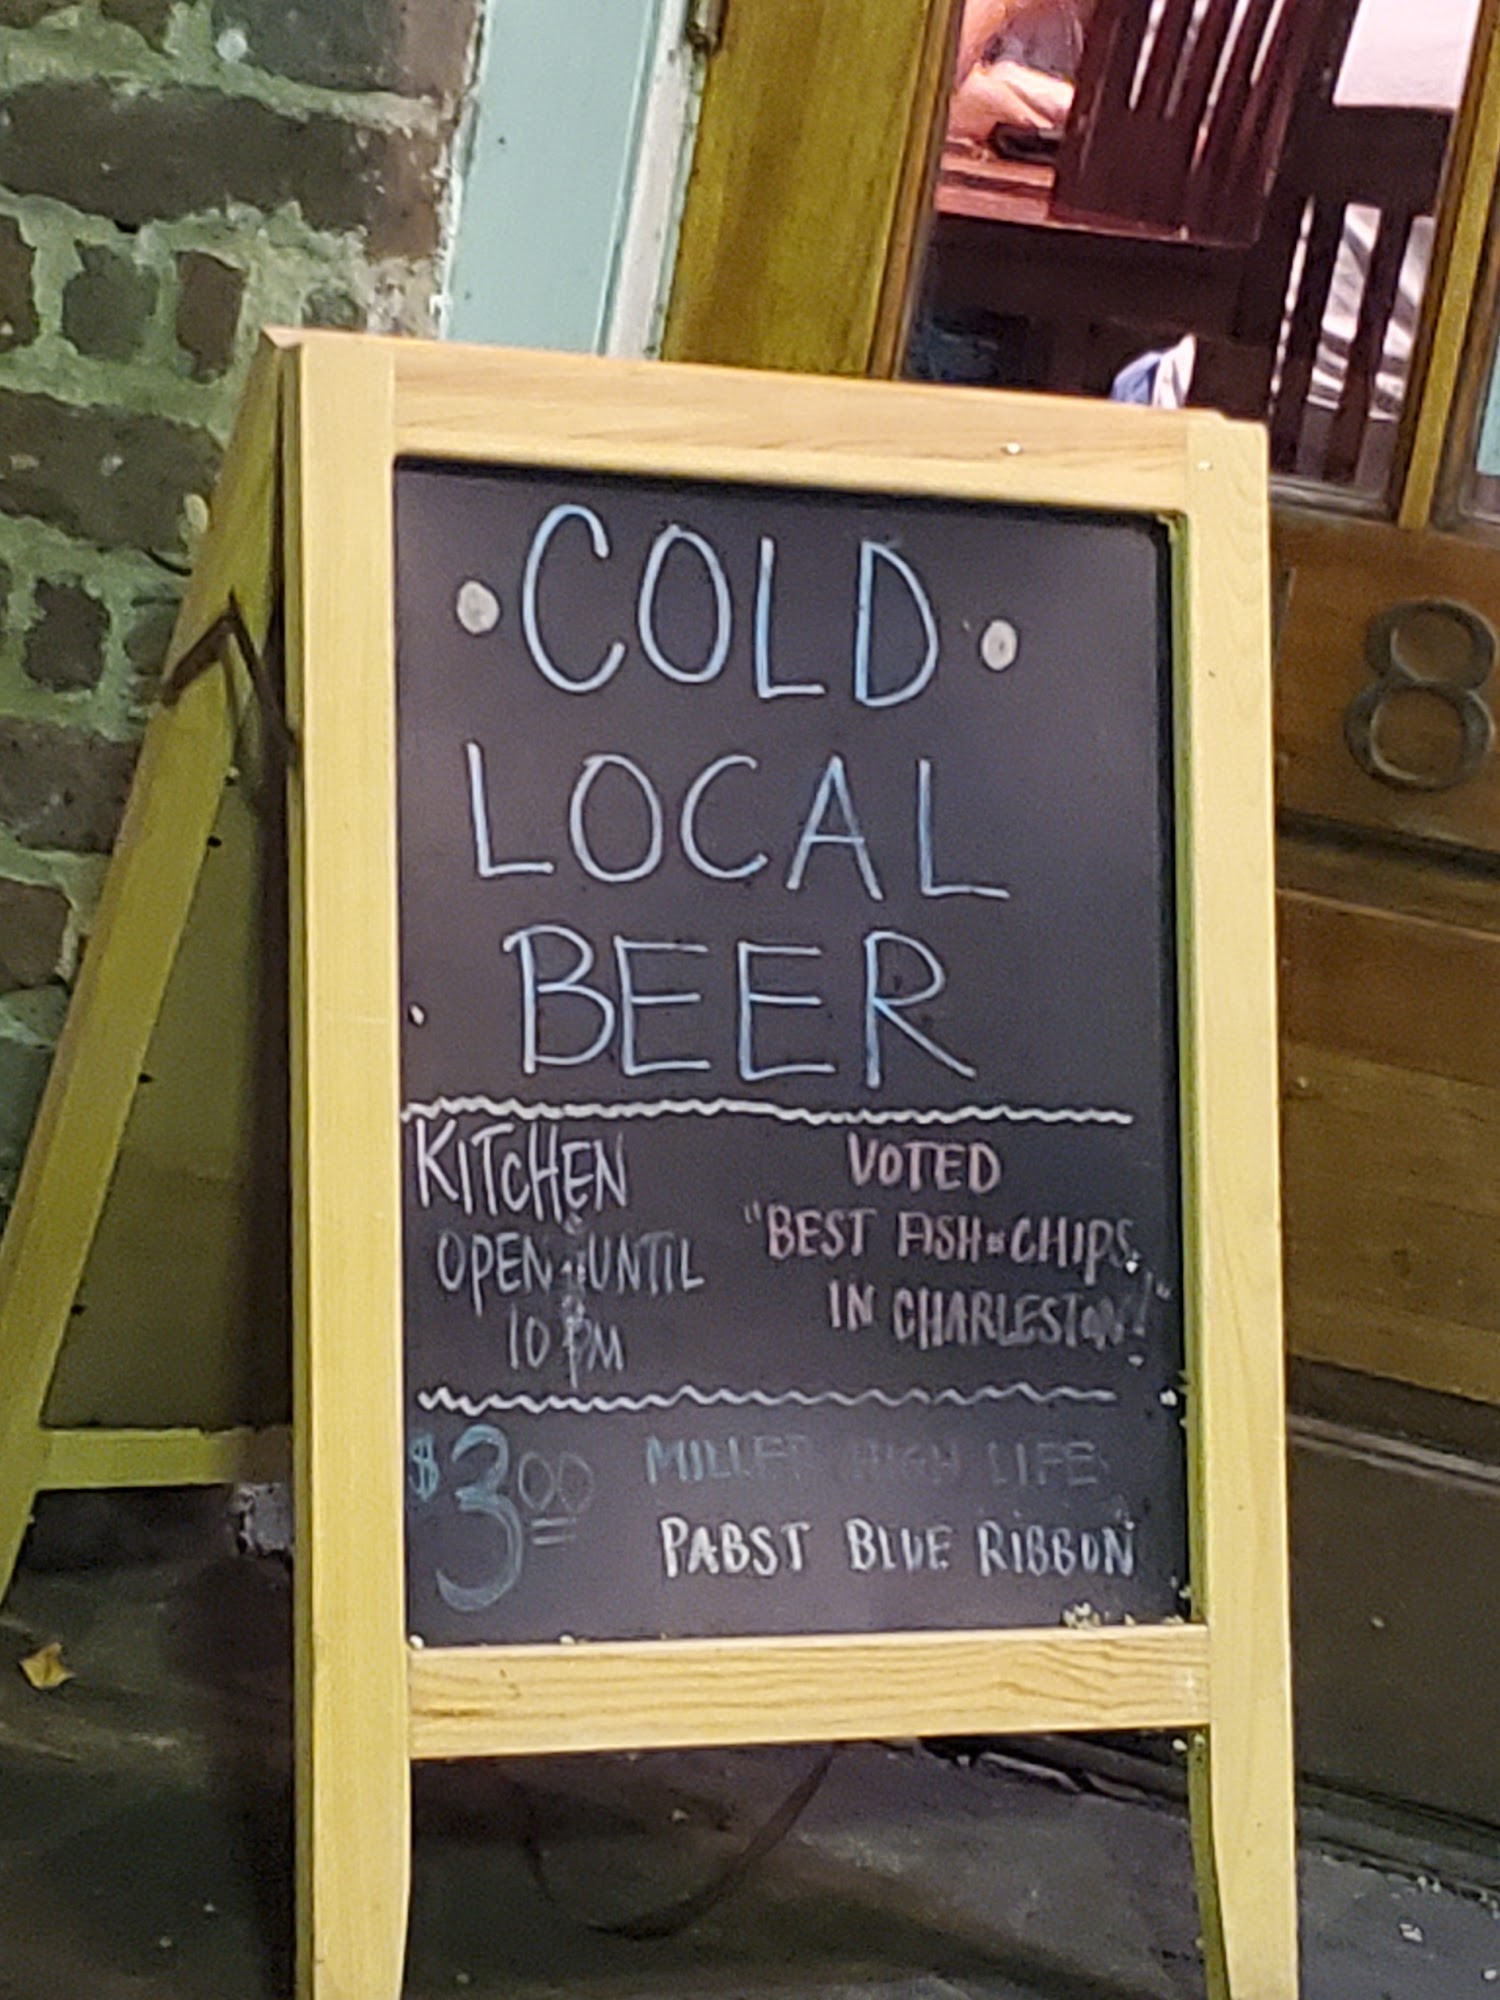 COLD
LOCAL
BEER
KITCHEN
OPEN UNTIL
10 PM
VOTED
"BEST FISH & CHIPS
IN CHARLESTON!"
$3.00
MILLER HIGH LIFE
PABST BLUE RIBBON
8